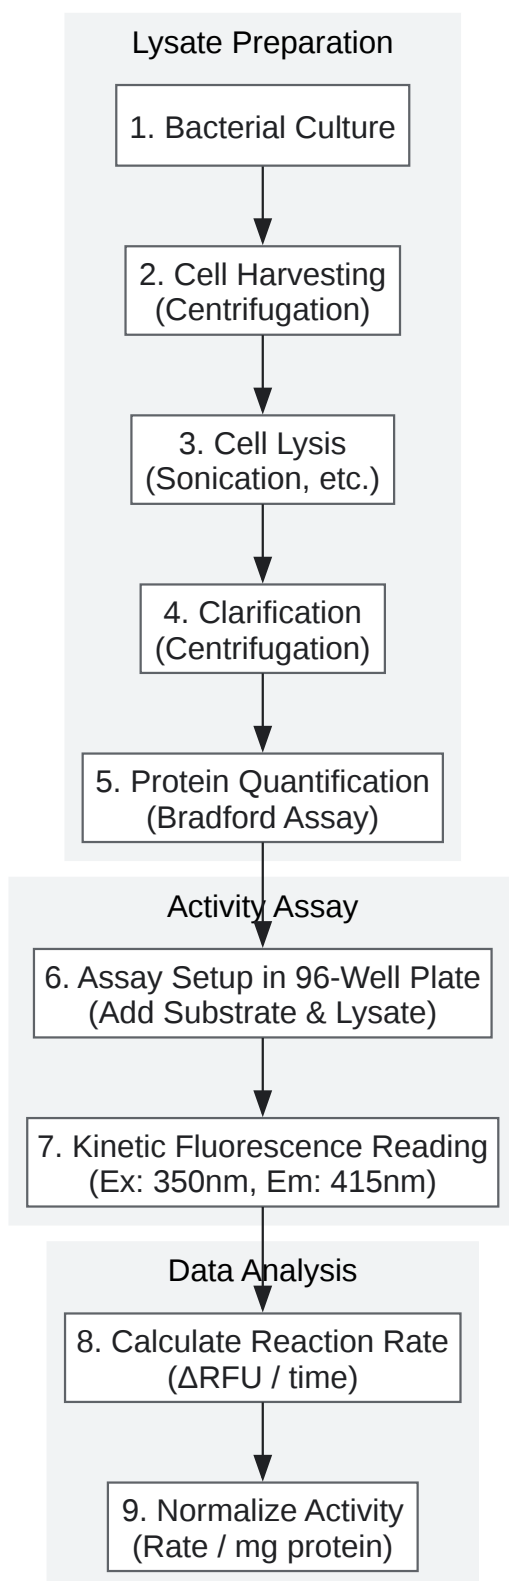 Lysate Preparation
1. Bacterial Culture
2. Cell Harvesting
(Centrifugation)
3. Cell Lysis
(Sonication, etc.)
4. Clarification
(Centrifugation)
5. Protein Quantification
(Bradford Assay)
Activity Assay
6. Assay Setup in 96-Well Plate
(Add Substrate & Lysate)
7. Kinetic Fluorescence Reading
(Ex: 350nm, Em: 415nm)
Data Analysis
8. Calculate Reaction Rate
(ΔRFU / time)
9. Normalize Activity
(Rate / mg protein)